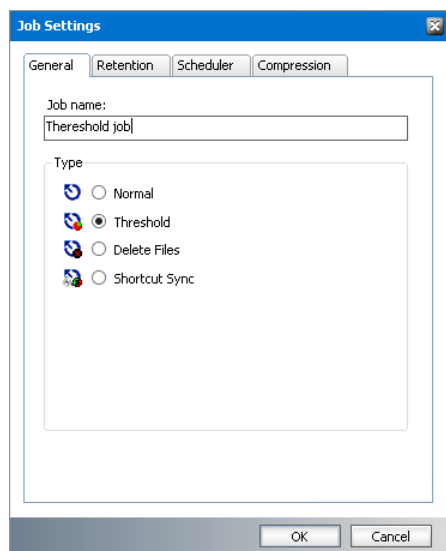 Job Settings
General Retention Scheduler Compression
Job name:
Thereshold job
Type
Normal
Threshold
Delete Files
Shortcut Sync
OK Cancel